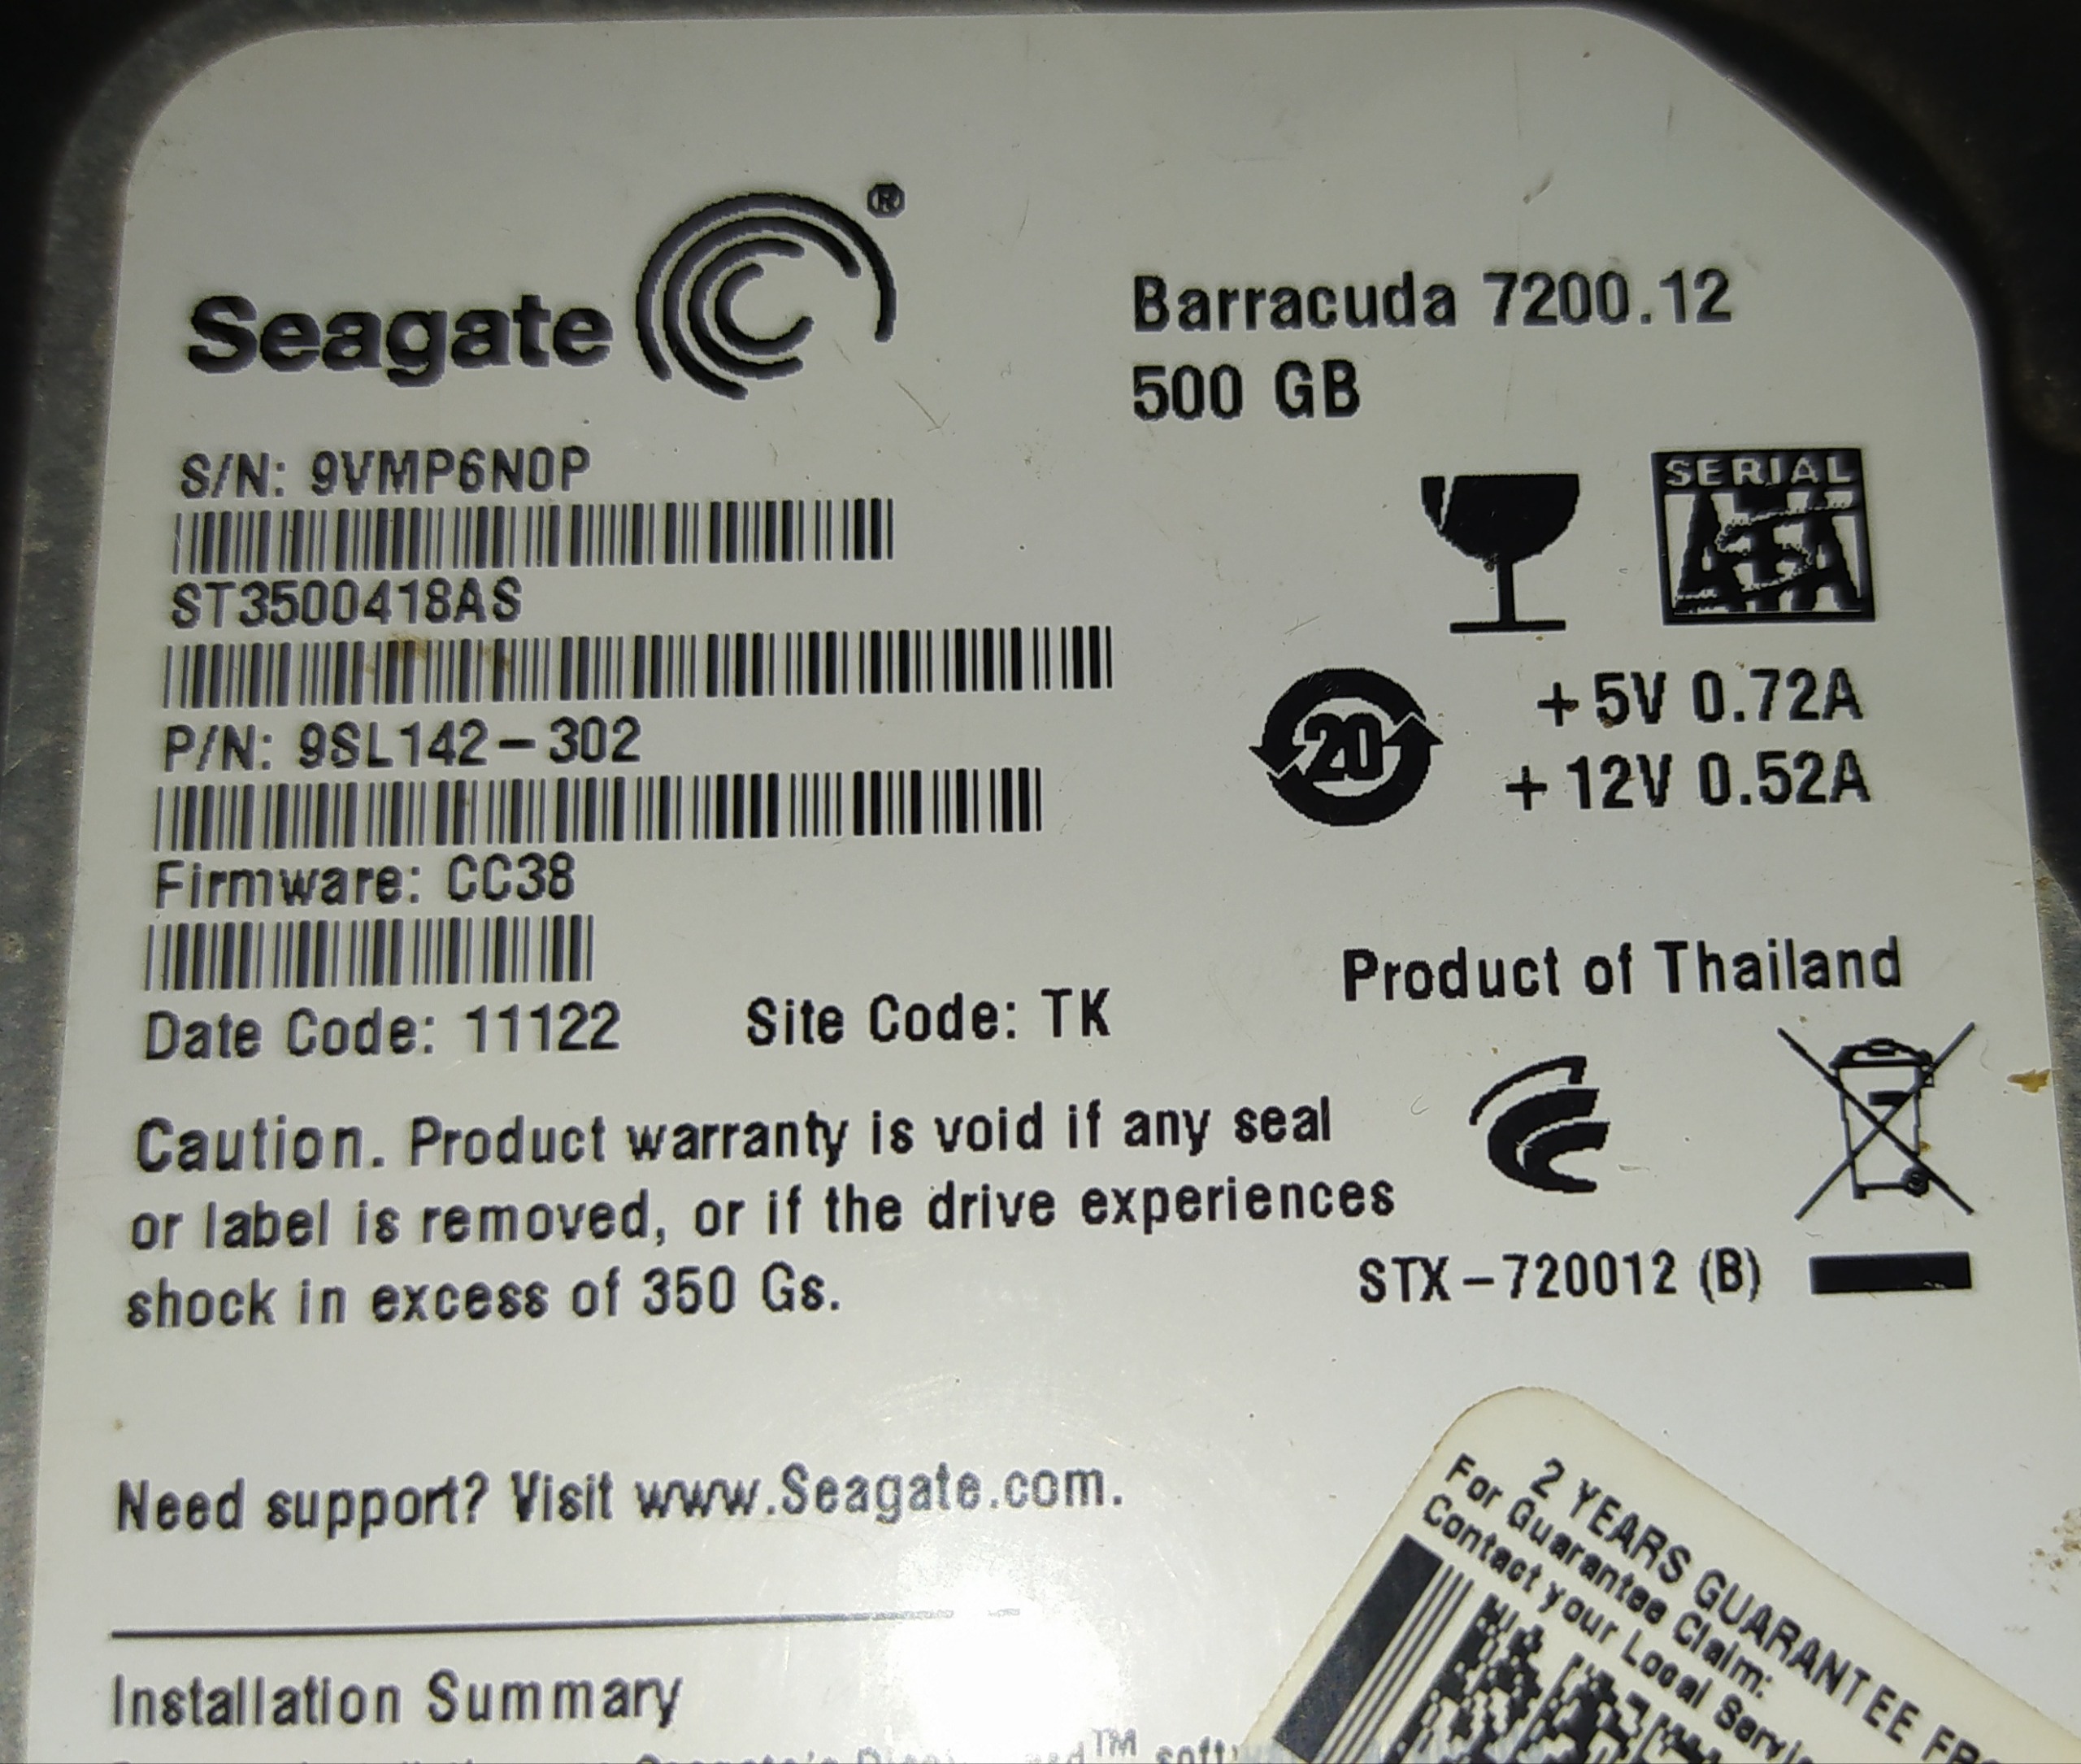 Seagate®
Barracuda 7200.12
500 GB
S/N: 9VMP6N0P
ST3500418AS
P/N: 9SL142-302
Firmware: CC38
Date Code: 11122 Site Code: TK
SERIAL
ATA
20
+5V 0.72A
+12V 0.52A
Product of Thailand
Caution. Product warranty is void if any seal
or label is removed, or if the drive experiences
shock in excess of 350 Gs.
STX-720012 (B)
Need support? Visit www.Seagate.com.
Installation Summary
2 YEARS GUARANTEE
For Guarantee Claim:
Contact your Local